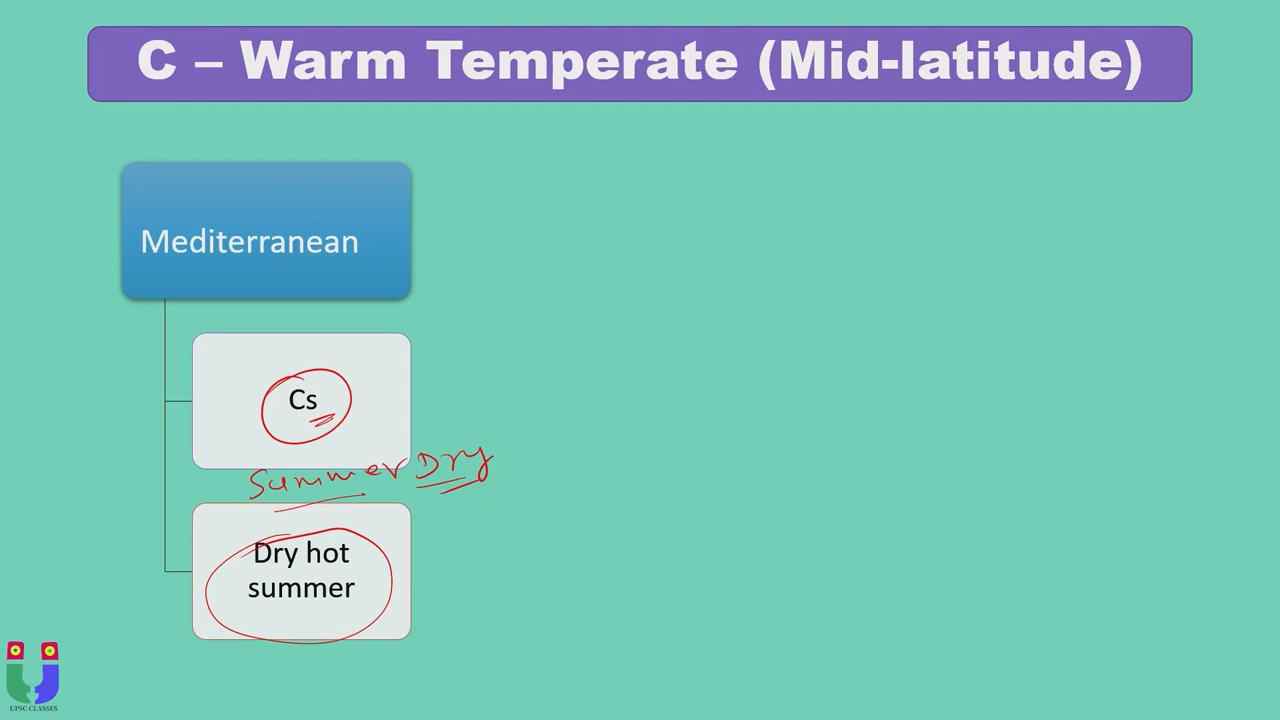 C – Warm Temperate (Mid-latitude)
Mediterranean
Cs
Summer Dry
Dry hot
summer
UPSC CLASSES